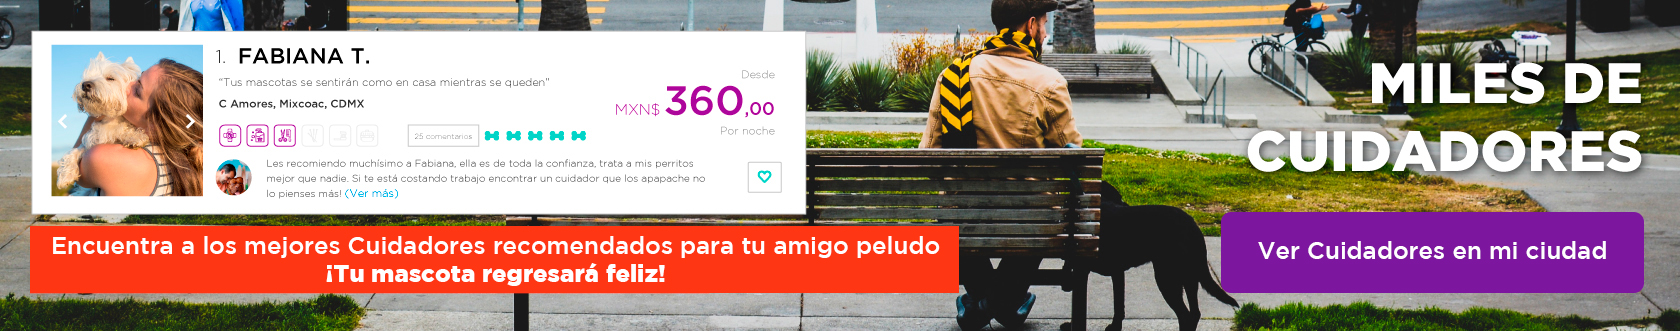 1. FABIANA T.
"Tus mascotas se sentirán como en casa mientras se queden"
C Amores, Mixcoac, CDMX
Desde
MXN$ 360,00
Por noche
25 comentarios
Les recomiendo muchísimo a Fabiana, ella es de toda la confianza, trata a mis perritos
mejor que nadie. Si te está costando trabajo encontrar un cuidador que los apapache no
lo pienses más! (Ver más)
Encuentra a los mejores Cuidadores recomendados para tu amigo peludo
¡Tu mascota regresará feliz!
MILES DE
CUIDADORES
Ver Cuidadores en mi ciudad